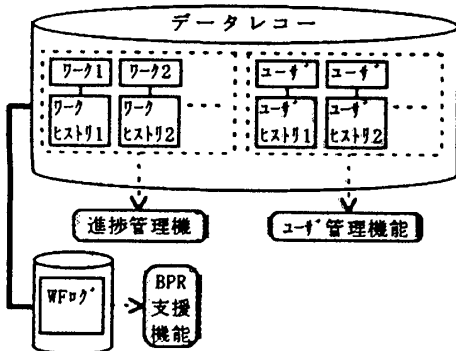 データレコー
ワーク1 ワーク2 ユーザ ユーザ
ワーク ワーク ユーザ ユーザ
ヒストリ1 ヒストリ2 ヒストリ1 ヒストリ2
進捗管理機 ユーザ管理機能
WFログ
BPR
支援
機能